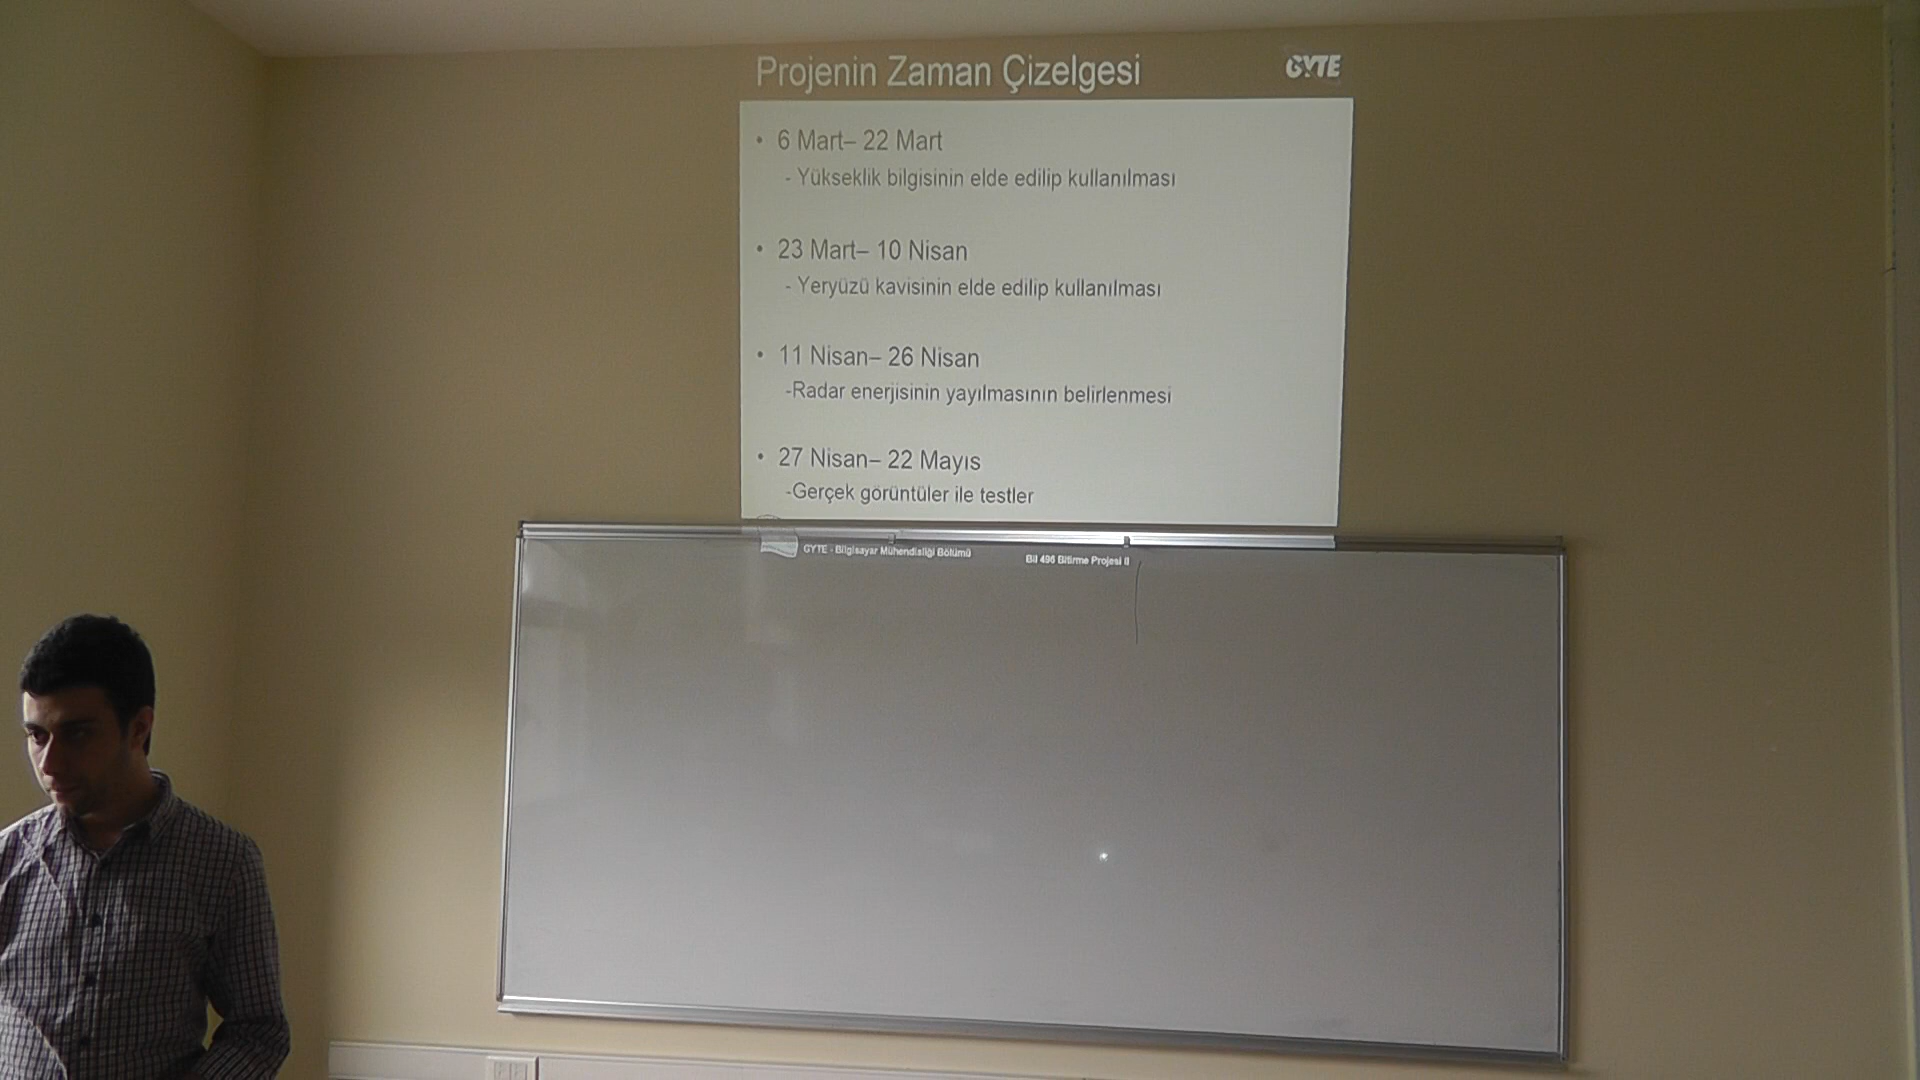 Projenin Zaman Çizelgesi
GYTE
• 6 Mart– 22 Mart
- Yükseklik bilgisinin elde edilip kullanılması
• 23 Mart– 10 Nisan
- Yeryüzü kavisinin elde edilip kullanılması
• 11 Nisan– 26 Nisan
-Radar enerjisinin yayılmasının belirlenmesi
• 27 Nisan– 22 Mayıs
-Gerçek görüntüler ile testler
GYTE - Bilgisayar Mühendisliği Bölümü
Bil 496 Bitirme Projesi II